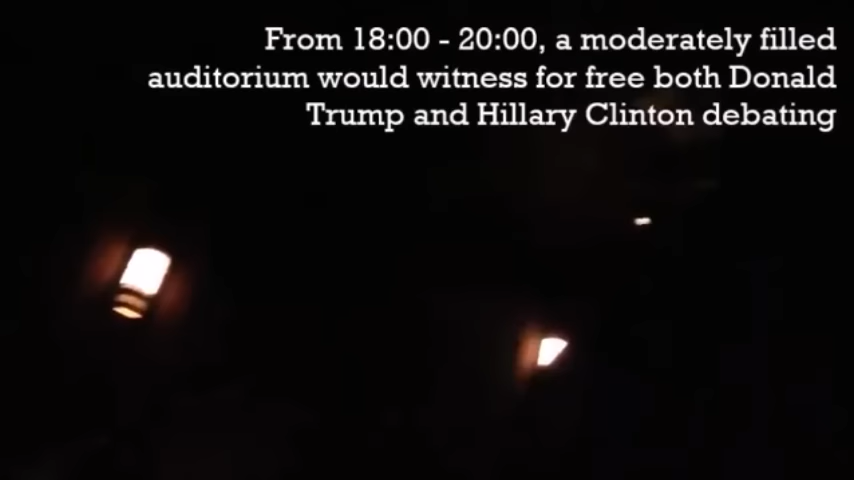 From 18:00 - 20:00, a moderately filled
auditorium would witness for free both Donald
Trump and Hillary Clinton debating